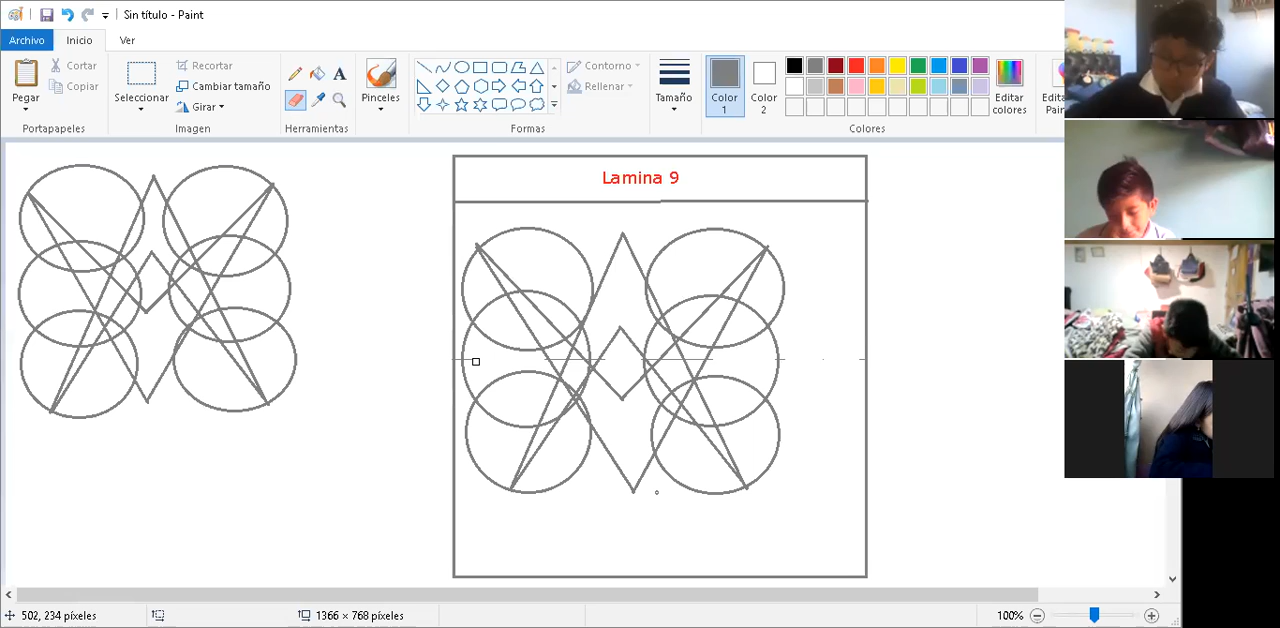 Sin título - Paint
Archivo
Inicio
Ver
Pegar
Cortar
Copiar
Portapapeles
Seleccionar
Recortar
Cambiar tamaño
Girar
Imagen
A
Herramientas
Pinceles
Contorno
Rellenar
Formas
Tamaño
Color
1
Color
2
Editar
colores
Colores
Lamina 9
502, 234 píxeles
1366 × 768 píxeles
100%